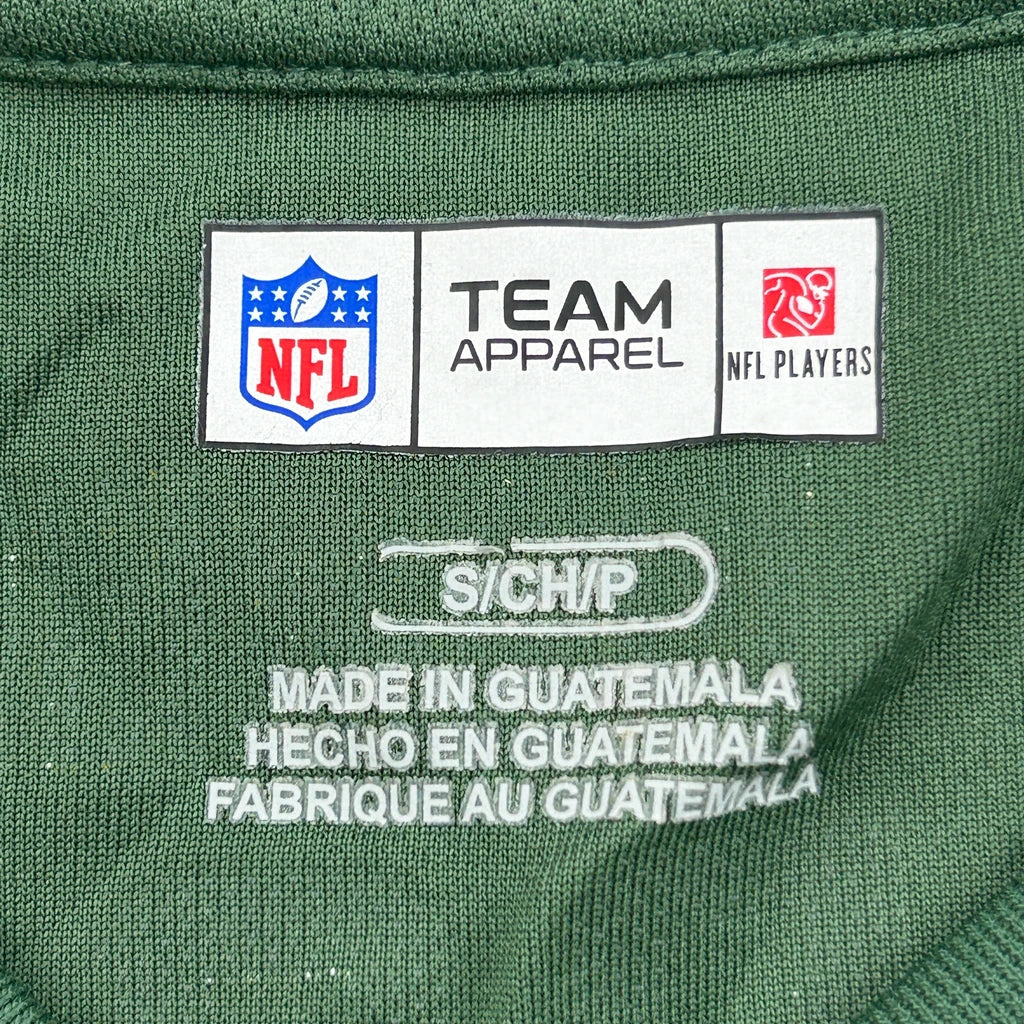 NFL
TEAM
APPAREL
NFL PLAYERS
S/CH/P
MADE IN GUATEMALA
HECHO EN GUATEMALA
FABRIQUE AU GUATEMALA